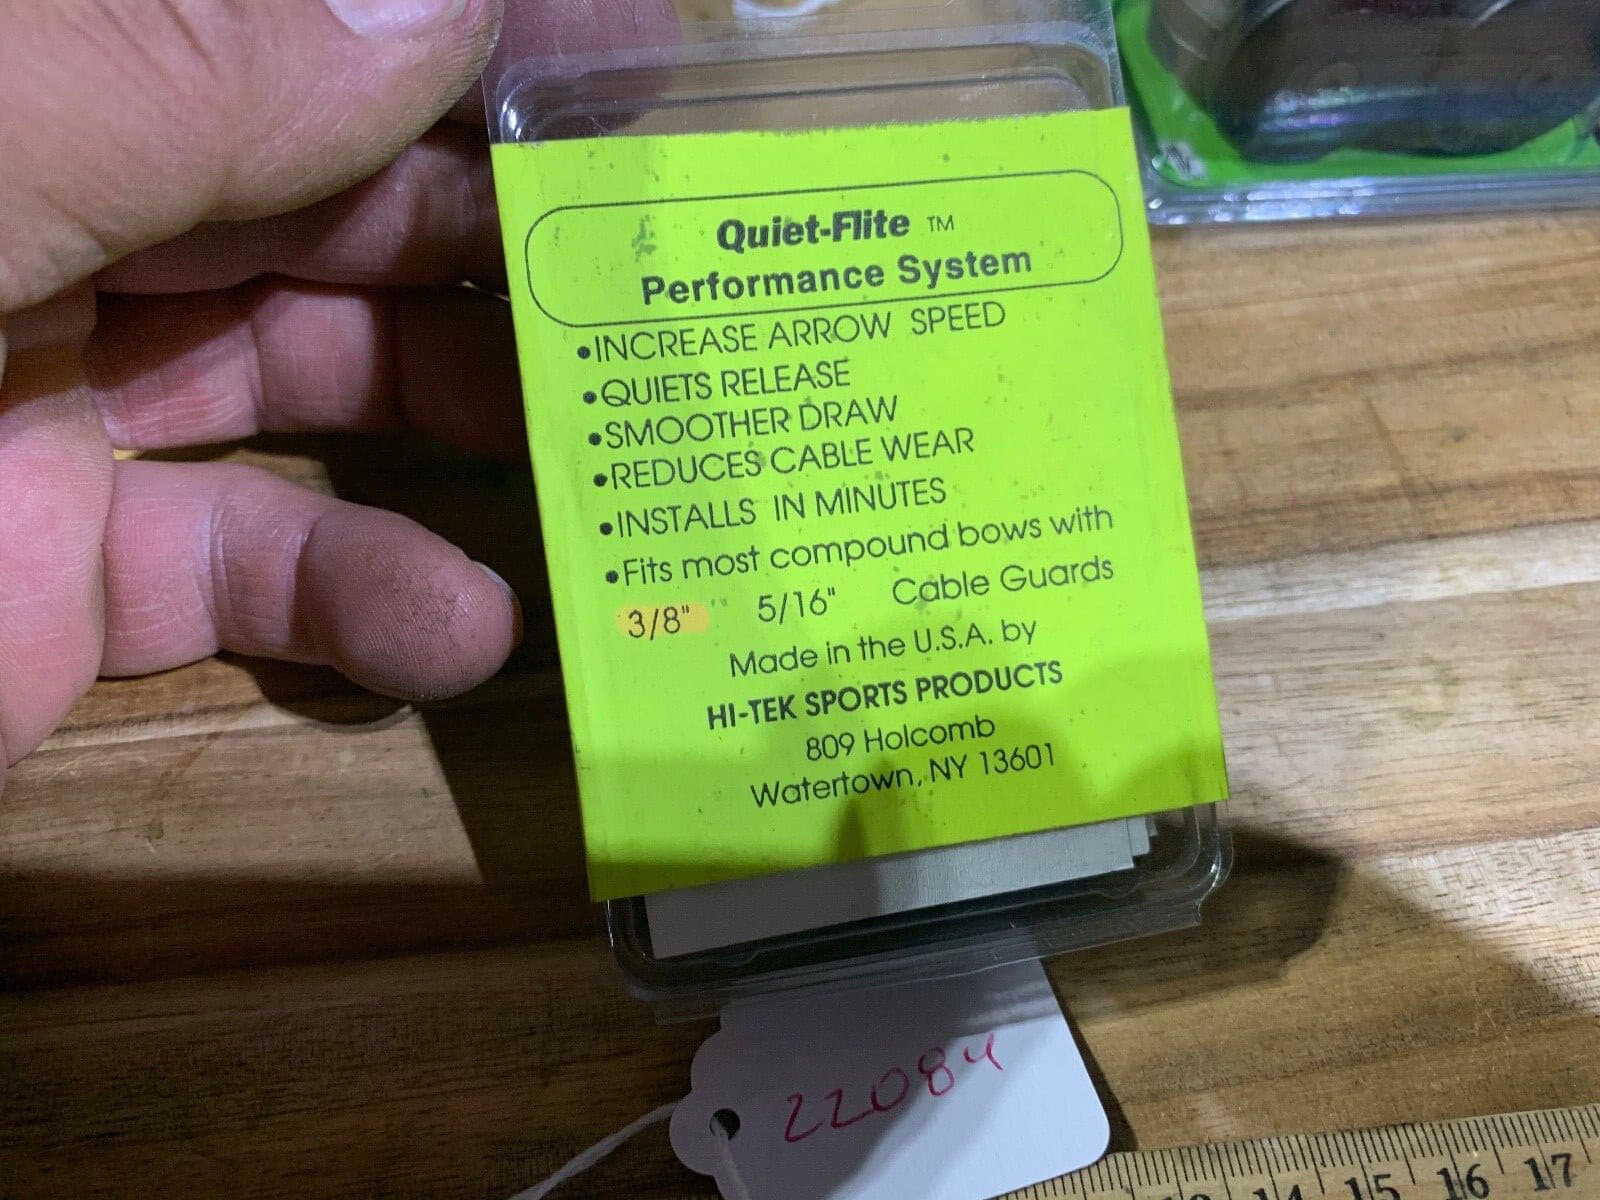 Quiet-Flite ™
Performance System
•INCREASE ARROW SPEED
•QUIETS RELEASE
•SMOOTHER DRAW
•REDUCES CABLE WEAR
•INSTALLS IN MINUTES
•Fits most compound bows with
3/8" 5/16" Cable Guards
Made in the U.S.A. by
HI-TEK SPORTS PRODUCTS
809 Holcomb
Watertown, NY 13601
22084
14 15 16 17